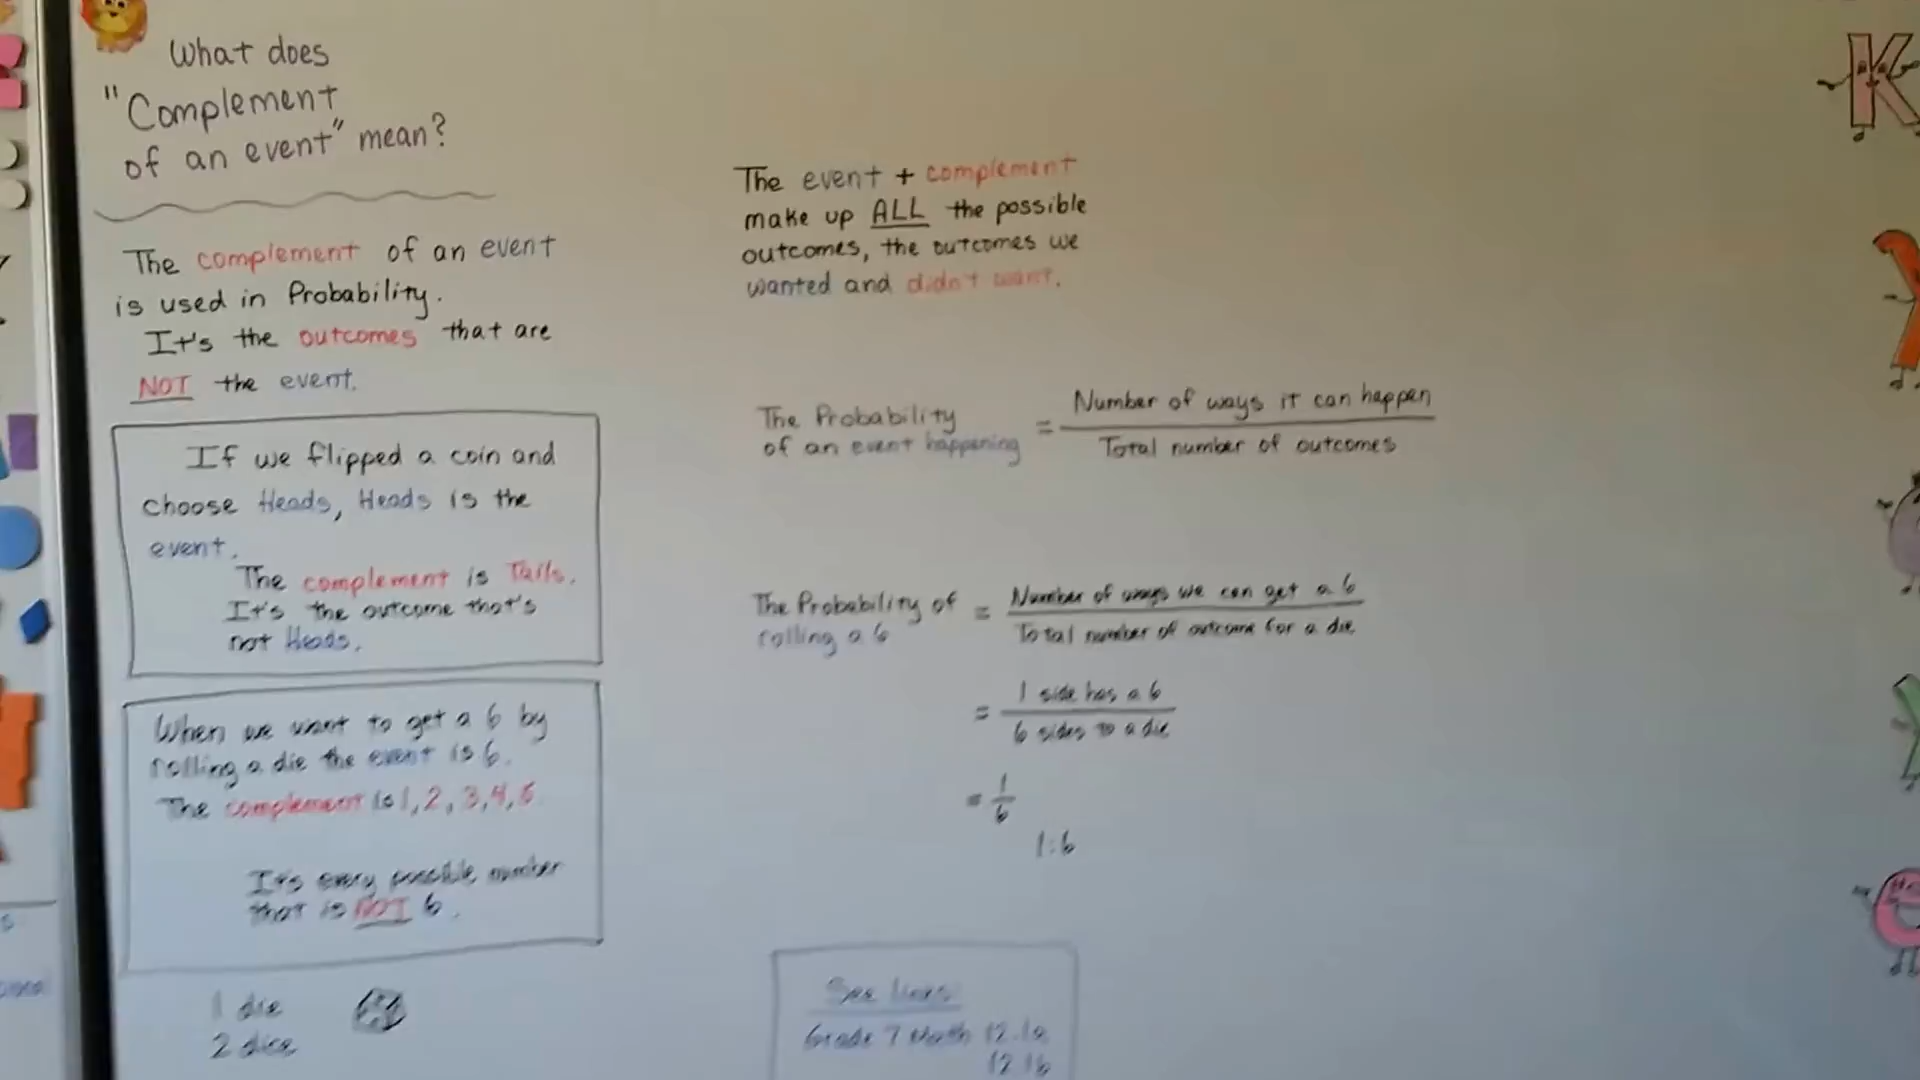 What does
"Complement
of an event" mean?
The complement of an event
is used in Probability.
It's the outcomes that are
NOT the event.
If we flipped a coin and
choose Heads, Heads is the
event.
The complement is Tails.
It's the outcome that's
not Heads.
When we want to get a 6 by
rolling a die the event is 6.
The complement is 1, 2, 3, 4, 5.
It's every possible number
that is NOT 6.
1 die
2 dice
The event + complement
make up ALL the possible
outcomes, the outcomes we
wanted and didn't want.
The Probability
of an event happening
=
Number of ways it can happen
Total number of outcomes
The Probability of
rolling a 6
=
Number of ways we can get a 6
Total number of outcome for a die
=
1 side has a 6
6 sides to a die
=
1
6
1:6
See links
Grade 7 Math 12.1a
12.1b
K